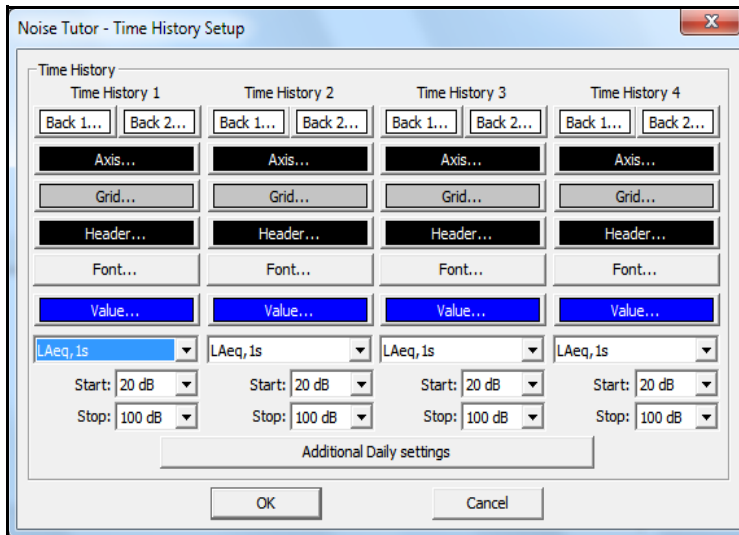 Noise Tutor - Time History Setup
Time History
Time History 1 Time History 2 Time History 3 Time History 4
Back 1... Back 2... Back 1... Back 2... Back 1... Back 2... Back 1... Back 2...
Axis... Axis... Axis... Axis...
Grid... Grid... Grid... Grid...
Header... Header... Header... Header...
Font... Font... Font... Font...
Value... Value... Value... Value...
LAeq,1s LAeq,1s LAeq,1s LAeq,1s
Start: 20 dB Start: 20 dB Start: 20 dB Start: 20 dB
Stop: 100 dB Stop: 100 dB Stop: 100 dB Stop: 100 dB
Additional Daily settings
OK Cancel